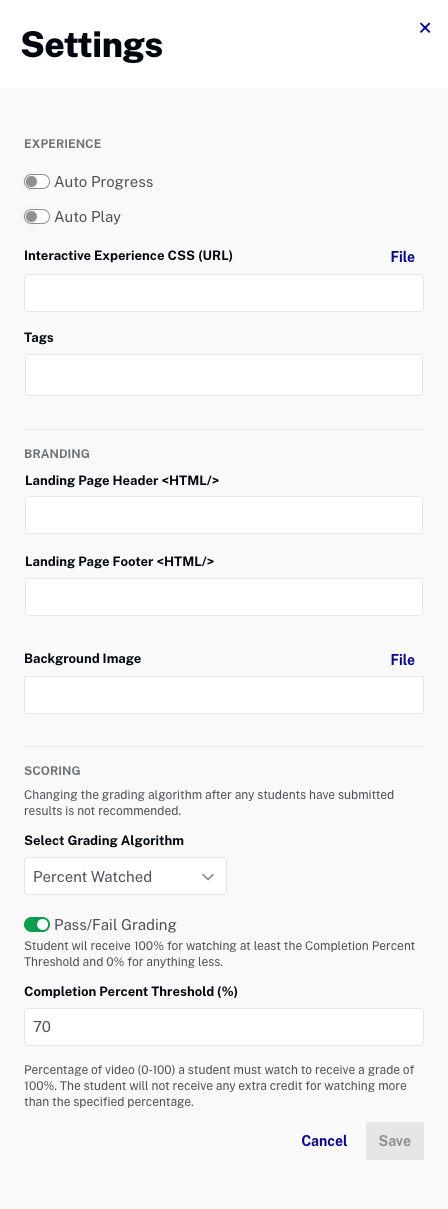 Settings
EXPERIENCE
Auto Progress
Auto Play
Interactive Experience CSS (URL)
File
Tags
BRANDING
Landing Page Header <HTML/>
Landing Page Footer <HTML/>
Background Image
File
SCORING
Changing the grading algorithm after any students have submitted
results is not recommended.
Select Grading Algorithm
Percent Watched
Pass/Fail Grading
Student wil receive 100% for watching at least the Completion Percent
Threshold and 0% for anything less.
Completion Percent Threshold (%)
70
Percentage of video (0-100) a student must watch to receive a grade of
100%. The student will not receive any extra credit for watching more
than the specified percentage.
Cancel
Save